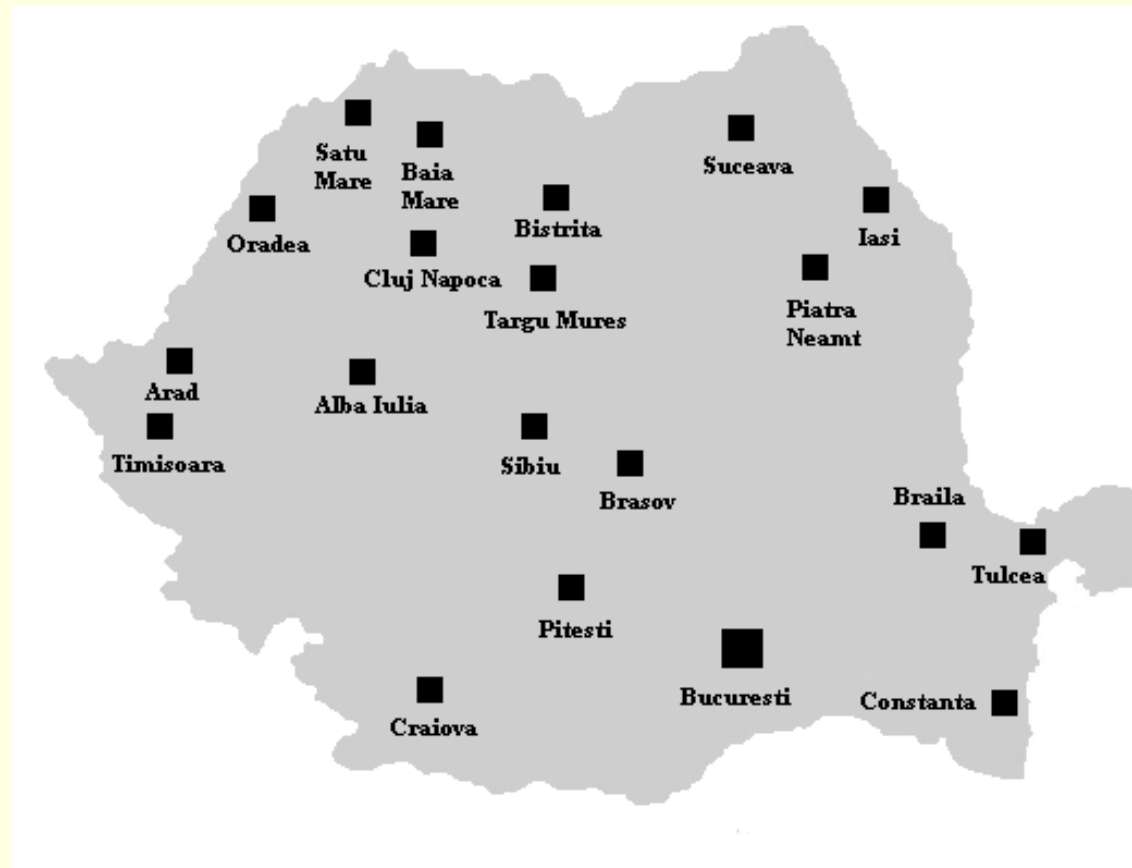 Satu
Mare
Baia
Mare
Suceava
Oradea
Bistrita
Iasi
Cluj Napoca
Targu Mures
Piatra
Neamt
Arad
Alba Iulia
Timisoara
Sibiu
Brasov
Braila
Tulcea
Pitesti
Bucuresti
Constanta
Craiova